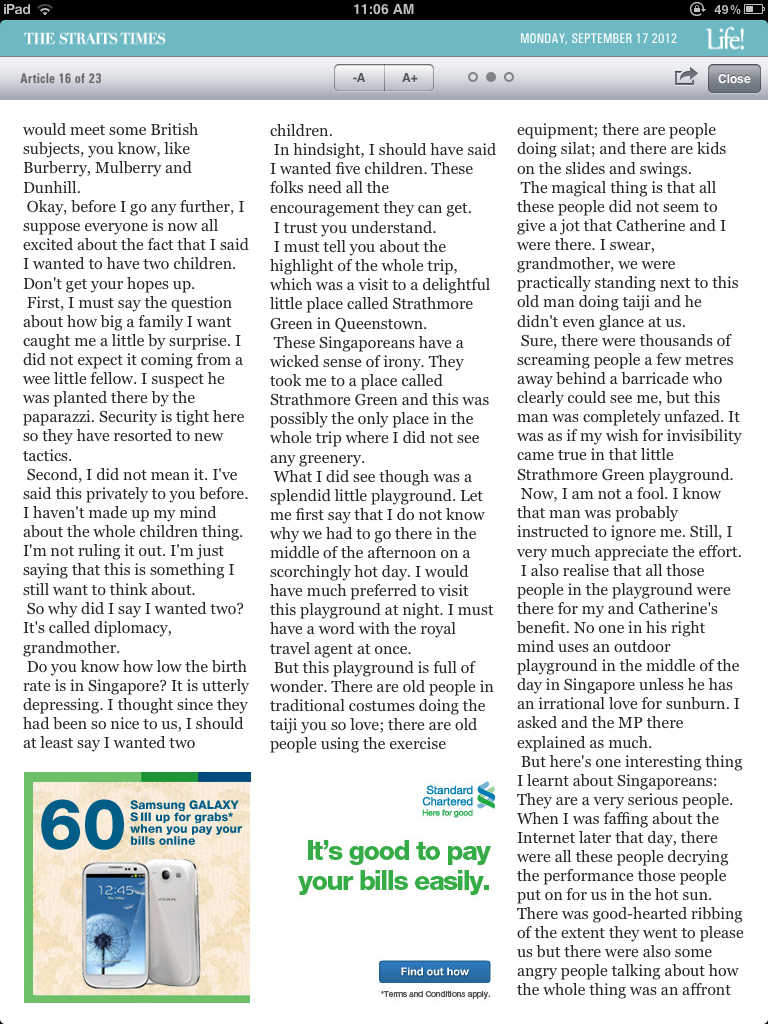 iPad 11:06 AM 49%
THE STRAITS TIMES MONDAY, SEPTEMBER 17 2012 Life!
Article 16 of 23 -A A+ Close
would meet some British
subjects, you know, like
Burberry, Mulberry and
Dunhill.
Okay, before I go any further, I
suppose everyone is now all
excited about the fact that I said
I wanted to have two children.
Don't get your hopes up.
First, I must say the question
about how big a family I want
caught me a little by surprise. I
did not expect it coming from a
wee little fellow. I suspect he
was planted there by the
paparazzi. Security is tight here
so they have resorted to new
tactics.
Second, I did not mean it. I've
said this privately to you before.
I haven't made up my mind
about the whole children thing.
I'm not ruling it out. I'm just
saying that this is something I
still want to think about.
So why did I say I wanted two?
It's called diplomacy,
grandmother.
Do you know how low the birth
rate is in Singapore? It is utterly
depressing. I thought since they
had been so nice to us, I should
at least say I wanted two
children.
In hindsight, I should have said
I wanted five children. These
folks need all the
encouragement they can get.
I trust you understand.
I must tell you about the
highlight of the whole trip,
which was a visit to a delightful
little place called Strathmore
Green in Queenstown.
These Singaporeans have a
wicked sense of irony. They
took me to a place called
Strathmore Green and this was
possibly the only place in the
whole trip where I did not see
any greenery.
What I did see though was a
splendid little playground. Let
me first say that I do not know
why we had to go there in the
middle of the afternoon on a
scorchingly hot day. I would
have much preferred to visit
this playground at night. I must
have a word with the royal
travel agent at once.
But this playground is full of
wonder. There are old people in
traditional costumes doing the
taiji you so love; there are old
people using the exercise
equipment; there are people
doing silat; and there are kids
on the slides and swings.
The magical thing is that all
these people did not seem to
give a jot that Catherine and I
were there. I swear,
grandmother, we were
practically standing next to this
old man doing taiji and he
didn't even glance at us.
Sure, there were thousands of
screaming people a few metres
away behind a barricade who
clearly could see me, but this
man was completely unfazed. It
was as if my wish for invisibility
came true in that little
Strathmore Green playground.
Now, I am not a fool. I know
that man was probably
instructed to ignore me. Still, I
very much appreciate the effort.
I also realise that all those
people in the playground were
there for my and Catherine's
benefit. No one in his right
mind uses an outdoor
playground in the middle of the
day in Singapore unless he has
an irrational love for sunburn. I
asked and the MP there
explained as much.
But here's one interesting thing
I learnt about Singaporeans:
They are a very serious people.
When I was faffing about the
Internet later that day, there
were all these people decrying
the performance those people
put on for us in the hot sun.
There was good-hearted ribbing
of the extent they went to please
us but there were also some
angry people talking about how
the whole thing was an affront
60
Samsung GALAXY
S III up for grabs*
when you pay your
bills online
12:45
Standard
Chartered
Here for good
It's good to pay
your bills easily.
Find out how
*Terms and Conditions apply.